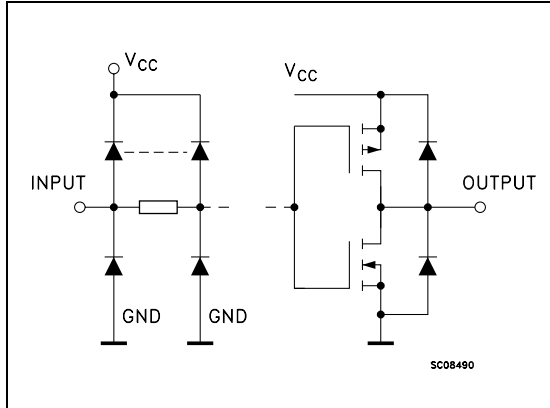 VCC
VCC
INPUT
OUTPUT
GND
GND
SC08490